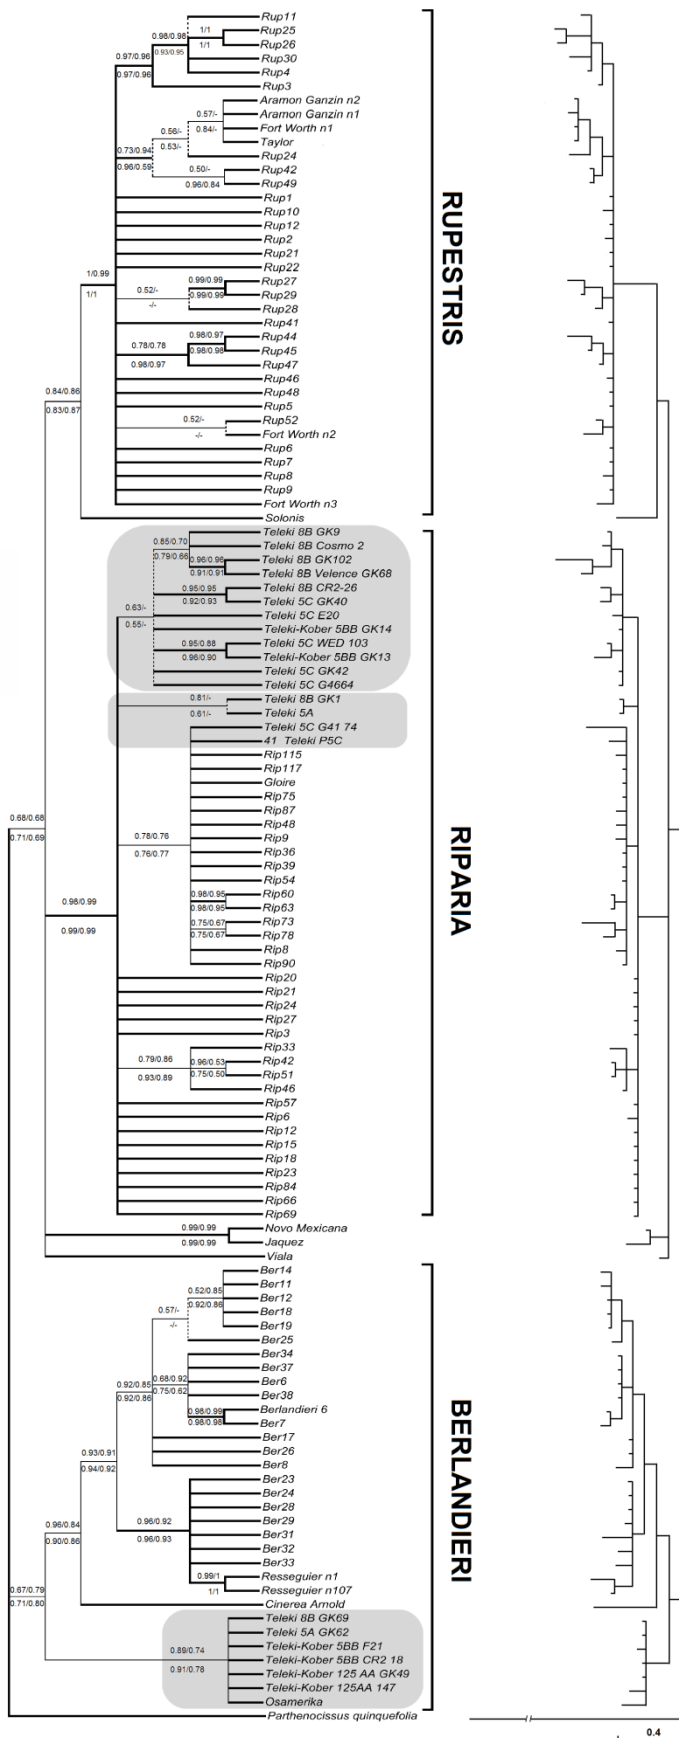 Rup11
0.98/0.98
1/1
Rup25
0.97/0.96
0.93/0.95
1/1
Rup26
Rup30
0.97/0.96
Rup4
Rup3
Aramon Ganzin n2
0.57/-
Aramon Ganzin n1
0.56/-
0.84/-
Fort Worth n1
0.73/0.94
0.53/-
Taylor
Rup24
0.96/0.59
0.50/-
Rup42
0.96/0.84
Rup49
Rup1
Rup10
Rup12
Rup2
Rup21
Rup22
1/0.99
0.99/0.99
Rup27
0.52/-
0.99/0.99
Rup29
1/1
-/-
Rup28
Rup41
0.98/0.97
Rup44
0.78/0.78
0.98/0.98
Rup45
0.98/0.97
Rup47
Rup46
0.84/0.86
Rup48
0.83/0.87
Rup5
0.52/-
Rup52
-/-
Fort Worth n2
Rup6
Rup7
Rup8
Rup9
Fort Worth n3
Solonis
RUPESTRIS
Teleki 8B GK9
0.85/0.70
Teleki 8B Cosmo 2
0.79/0.66
0.96/0.96
Teleki 8B GK102
0.91/0.91
Teleki 8B Velence GK68
0.95/0.95
Teleki 8B CR2-26
0.63/-
0.92/0.93
Teleki 5C GK40
Teleki 5C E20
0.55/-
Teleki-Kober 5BB GK14
0.95/0.88
Teleki 5C WED 103
0.96/0.90
Teleki-Kober 5BB GK13
Teleki 5C GK42
Teleki 5C G4664
0.81/-
Teleki 8B GK1
0.61/-
Teleki 5A
Teleki 5C G41 74
41 Teleki P5C
Rip115
Rip117
Gloire
Rip75
Rip87
0.68/0.68
Rip48
0.71/0.69
0.78/0.76
Rip9
0.76/0.77
Rip36
Rip39
Rip54
0.98/0.95
Rip60
0.98/0.99
0.98/0.95
Rip63
0.75/0.67
Rip73
0.99/0.99
0.75/0.67
Rip78
Rip8
Rip90
Rip20
Rip21
Rip24
Rip27
Rip3
Rip33
0.79/0.86
0.96/0.53
Rip42
0.93/0.89
0.75/0.50
Rip51
Rip46
Rip57
Rip6
Rip12
Rip15
Rip18
Rip23
Rip84
Rip66
Rip69
RIPARIA
0.99/0.99
Novo Mexicana
0.99/0.99
Jaquez
Viala
Ber14
0.52/0.85
Ber11
0.57/-
0.92/0.86
Ber12
-/-
Ber18
Ber19
Ber25
Ber34
0.92/0.85
0.68/0.92
Ber37
0.92/0.86
0.75/0.62
Ber6
Ber38
0.98/0.99
Berlandieri 6
0.98/0.98
Ber7
Ber17
0.93/0.91
Ber26
0.94/0.92
Ber8
Ber23
Ber24
Ber28
0.96/0.84
0.96/0.92
Ber29
0.90/0.86
0.96/0.93
Ber31
Ber32
Ber33
0.99/1
Resseguier n1
0.67/0.79
1/1
Resseguier n107
0.71/0.80
Cinerea Arnold
Teleki 8B GK69
Teleki 5A GK62
0.89/0.74
Teleki-Kober 5BB F21
0.91/0.78
Teleki-Kober 5BB CR2 18
Teleki-Kober 125 AA GK49
Teleki-Kober 125AA 147
Osamerika
BERLANDIERI
Parthenocissus quinquefolia
0.4